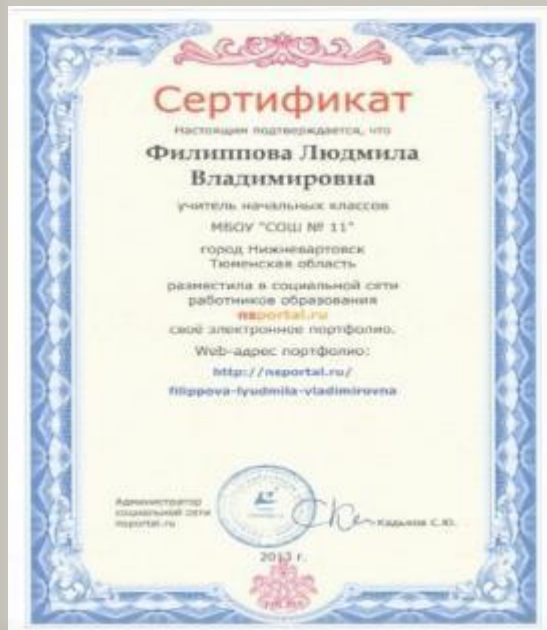 Сертификат
Настоящим подтверждается, что
Филиппова Людмила
Владимировна
учитель начальных классов
МБОУ "СОШ № 11"
город Нижневартовск
Тюменская область
разместила в социальной сети
работников образования
nsportal.ru
своё электронное портфолио.
Web-адрес портфолио:
http://nsportal.ru/
filippova-lyudmila-vladimirovna
Администратор
социальной сети
nsportal.ru
Кадыков С.Ю.
2013 г.